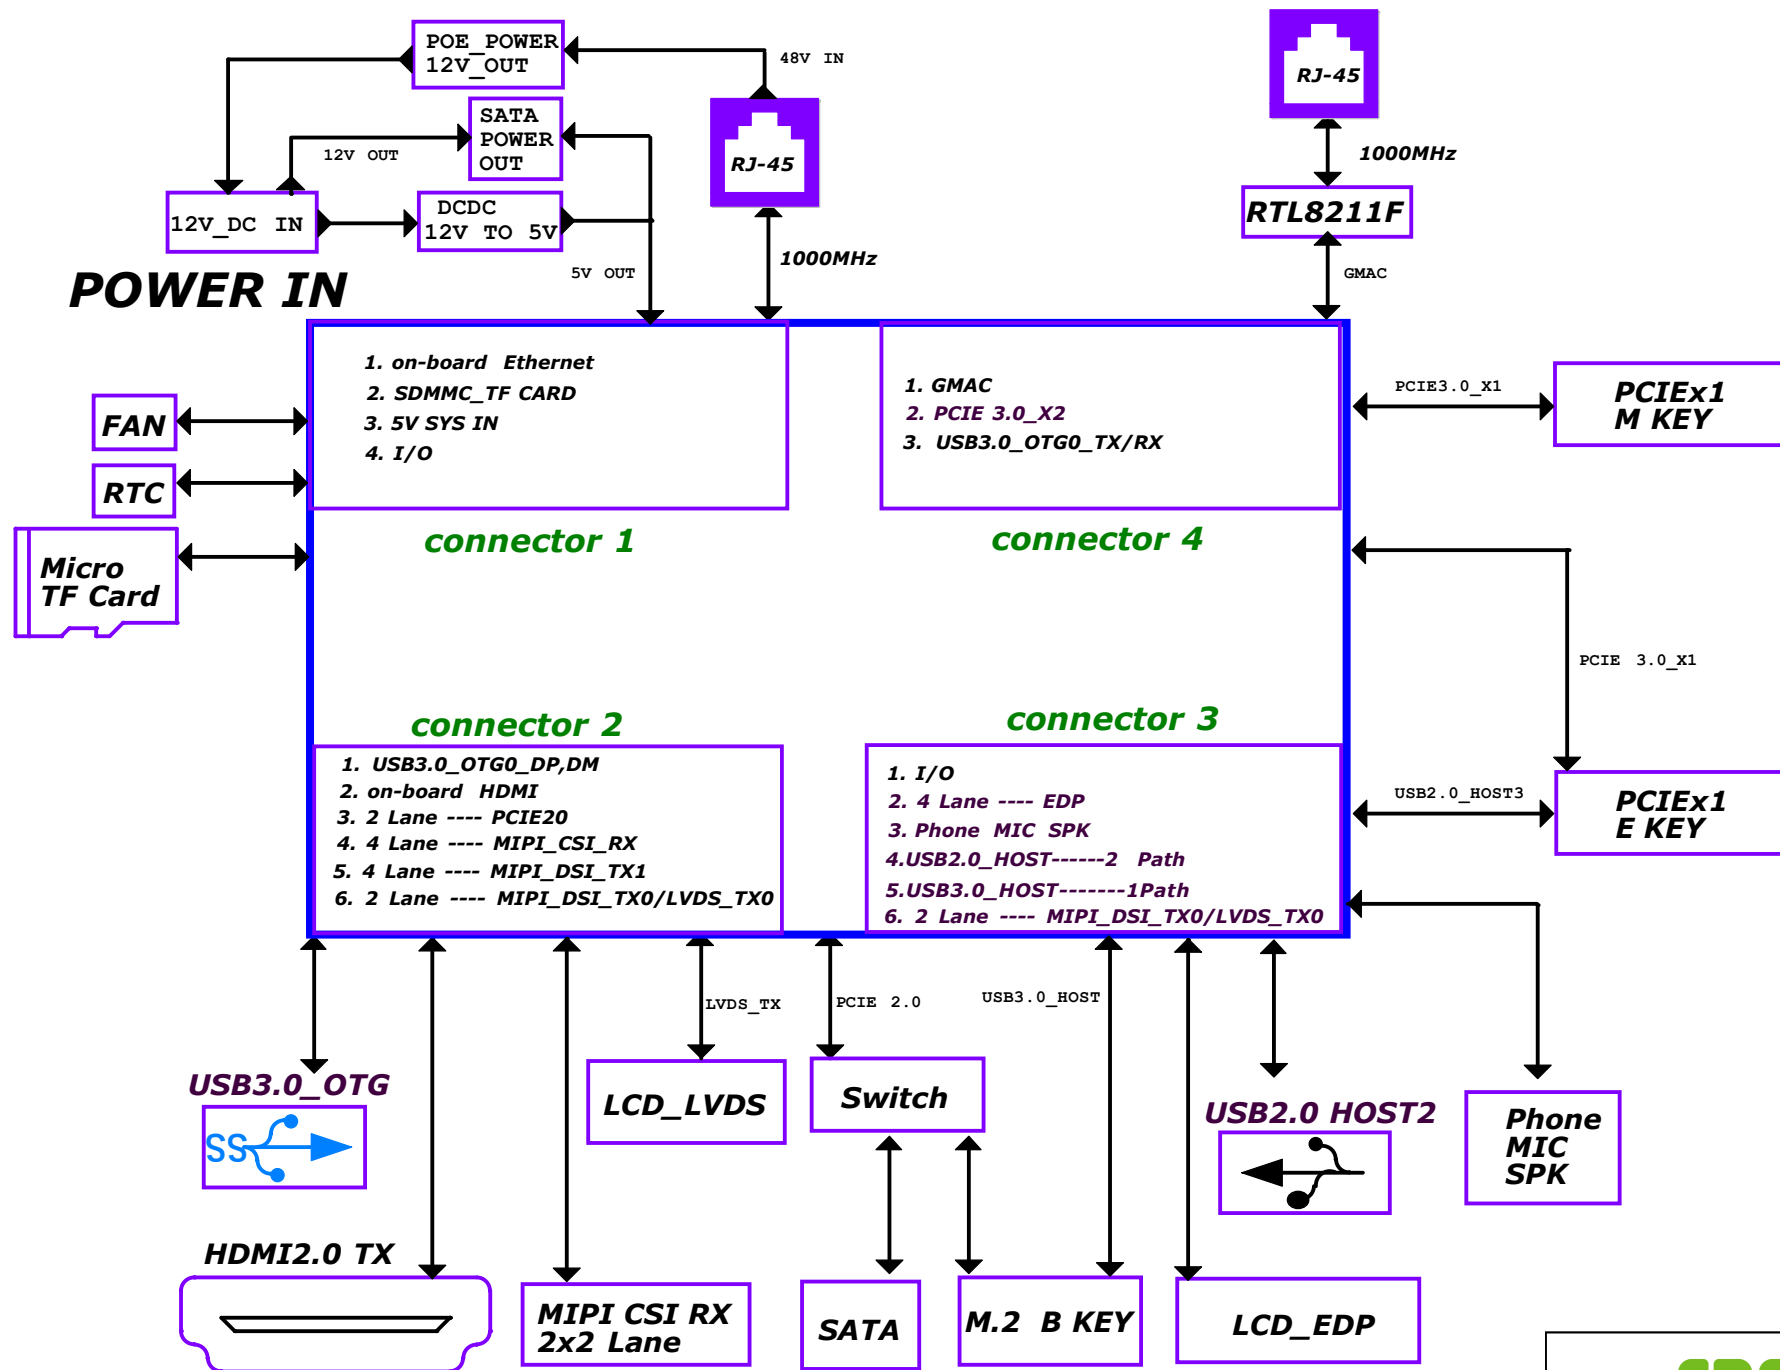 POE_POWER
12V_OUT
48V IN
RJ-45
SATA
POWER
OUT
12V OUT
RJ-45
1000MHz
12V_DC IN
DCDC
12V TO 5V
RTL8211F
5V OUT
1000MHz
GMAC
POWER IN
1. on-board Ethernet
2. SDMMC_TF CARD
3. 5V SYS IN
4. I/O
1. GMAC
2. PCIE 3.0_X2
3. USB3.0_OTG0_TX/RX
PCIE3.0_X1
PCIEx1
M KEY
FAN
RTC
connector 1
connector 4
Micro
TF Card
PCIE 3.0_X1
connector 2
connector 3
1. USB3.0_OTG0_DP,DM
2. on-board HDMI
3. 2 Lane ---- PCIE20
4. 4 Lane ---- MIPI_CSI_RX
5. 4 Lane ---- MIPI_DSI_TX1
6. 2 Lane ---- MIPI_DSI_TX0/LVDS_TX0
1. I/O
2. 4 Lane ---- EDP
3. Phone MIC SPK
4.USB2.0_HOST------2 Path
5.USB3.0_HOST-------1Path
6. 2 Lane ---- MIPI_DSI_TX0/LVDS_TX0
USB2.0_HOST3
PCIEx1
E KEY
LVDS_TX
PCIE 2.0
USB3.0_HOST
USB3.0_OTG
SS
LCD_LVDS
Switch
USB2.0 HOST2
Phone
MIC
SPK
HDMI2.0 TX
MIPI CSI RX
2x2 Lane
SATA
M.2 B KEY
LCD_EDP